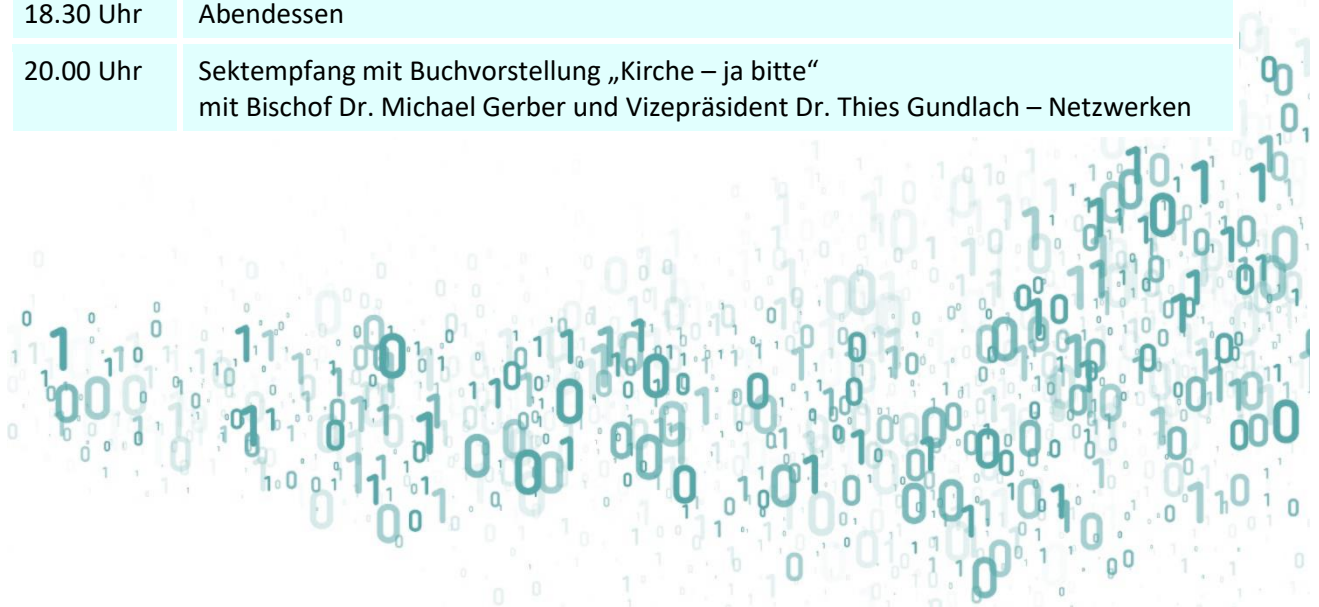 18.30 Uhr Abendessen
20.00 Uhr Sektempfang mit Buchvorstellung „Kirche – ja bitte“
mit Bischof Dr. Michael Gerber und Vizepräsident Dr. Thies Gundlach – Netzwerken